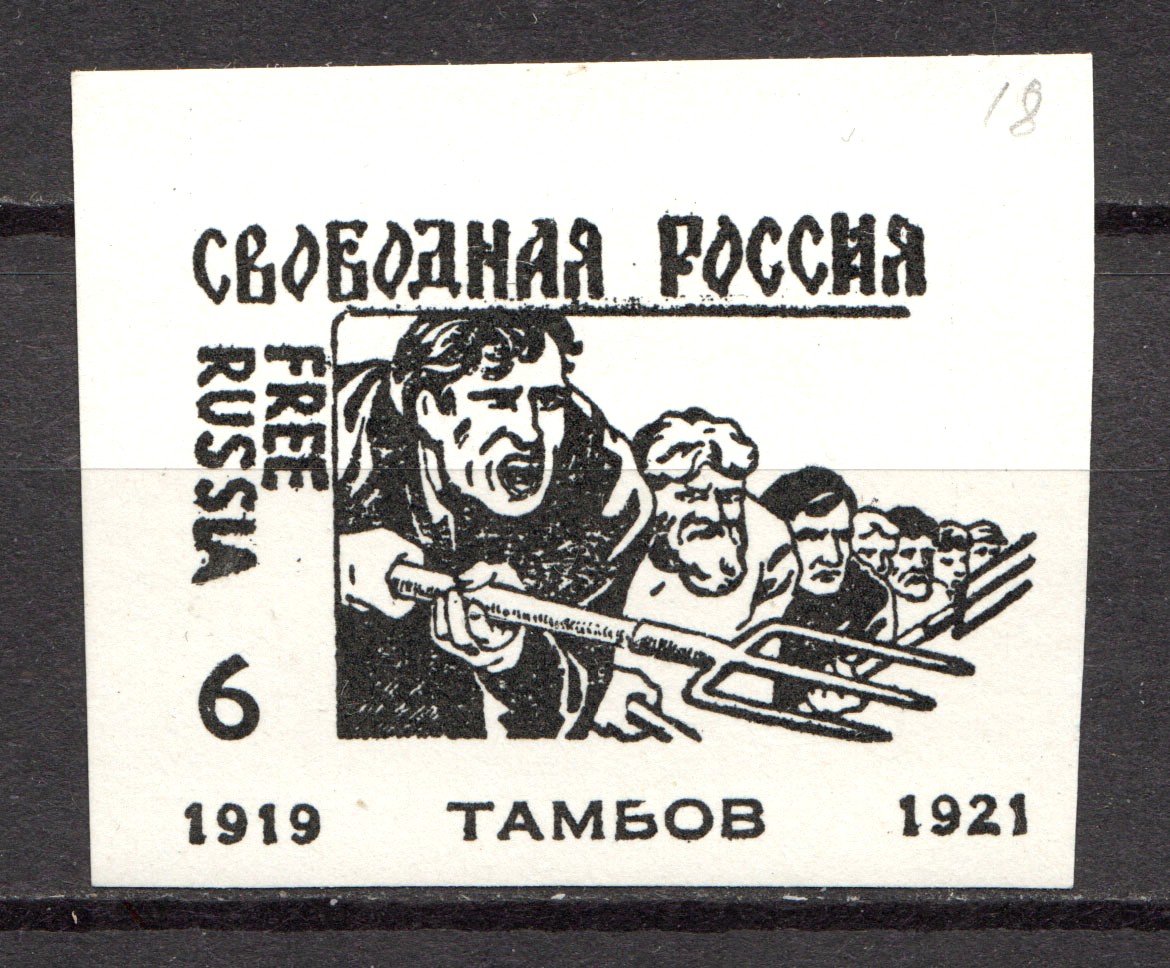 18
СВОБОДНАЯ РОССИЯ
FREE
RUSSIA
6
1919 ТАМБОВ 1921